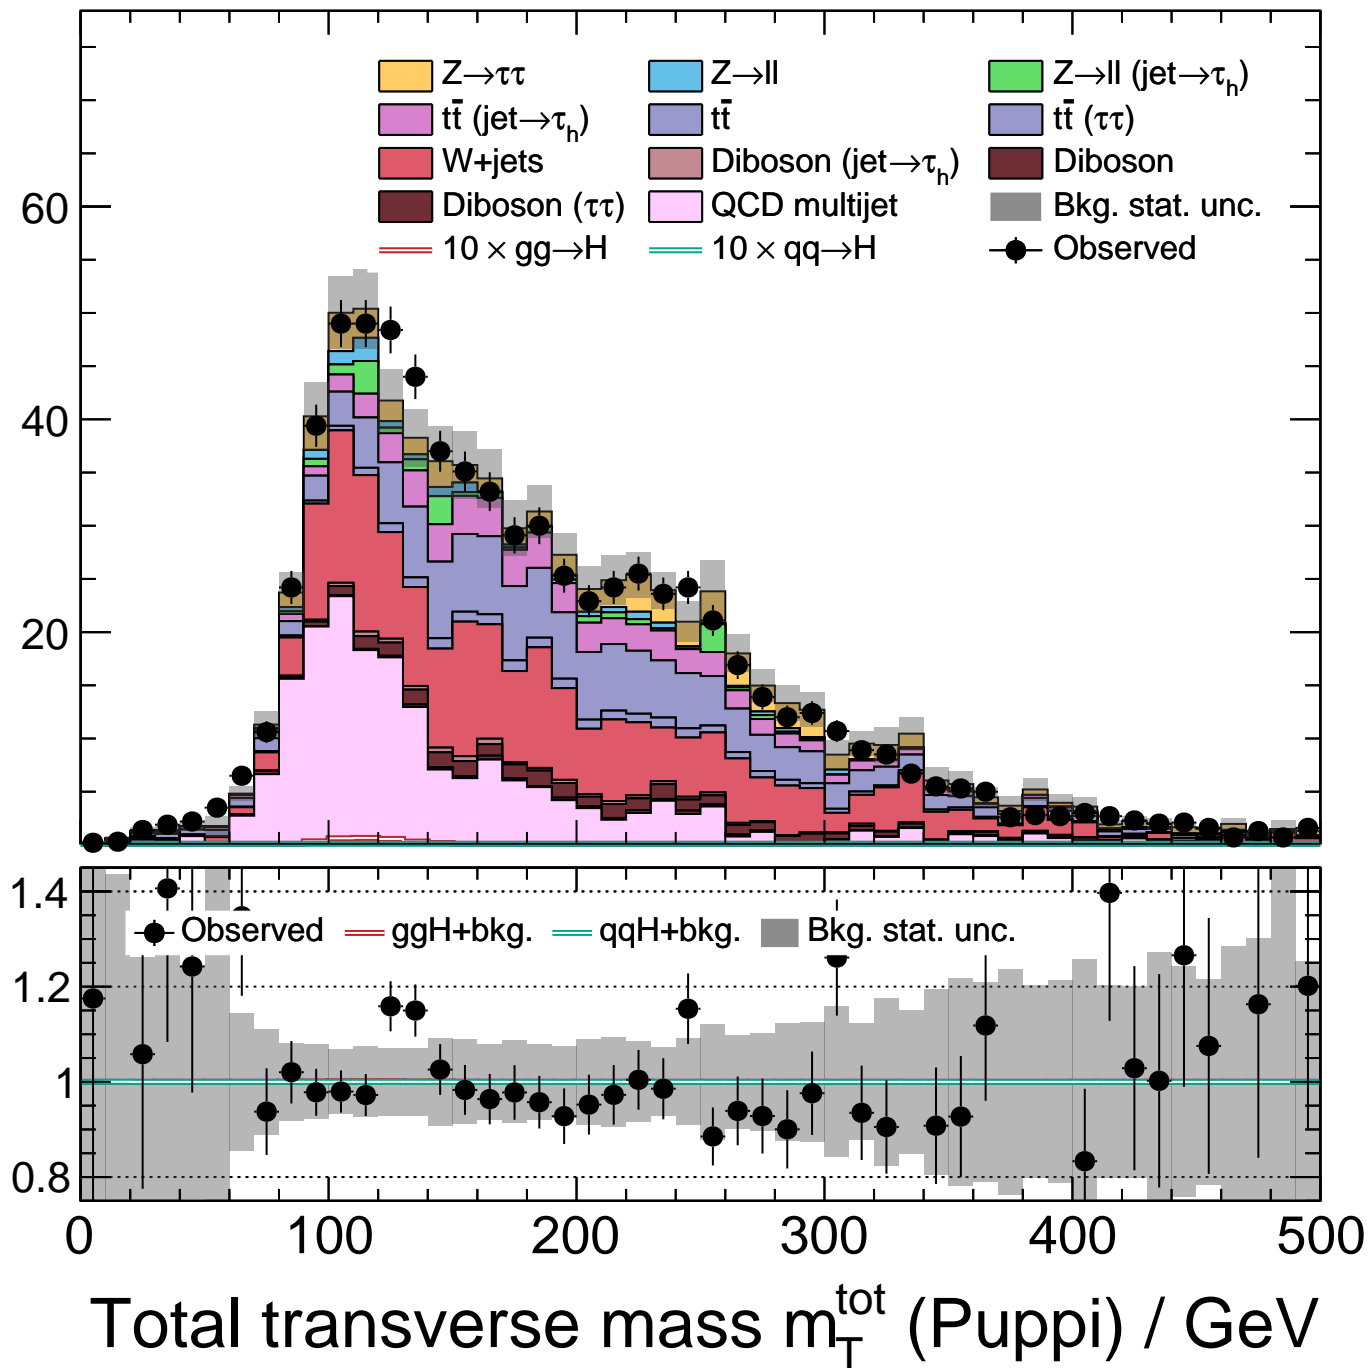 Z→ττ Z→ll Z→ll (jet→τh)
tt̄ (jet→τh) tt̄ tt̄ (ττ)
W+jets Diboson (jet→τh) Diboson
Diboson (ττ) QCD multijet Bkg. stat. unc.
10 × gg→H 10 × qq→H Observed
60
40
20
1.4
Observed ggH+bkg. qqH+bkg. Bkg. stat. unc.
1.2
1
0.8
0 100 200 300 400 500
Total transverse mass m_T^tot (Puppi) / GeV